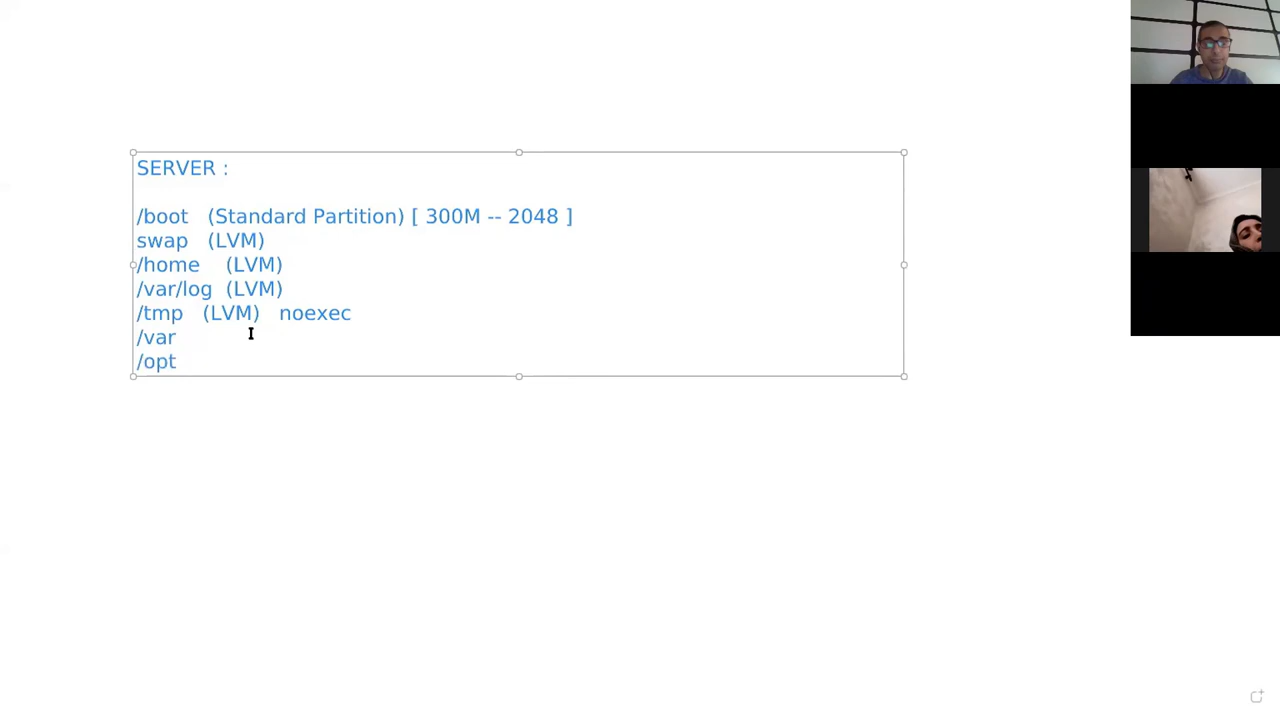 SERVER :
/boot (Standard Partition) [ 300M -- 2048 ]
swap (LVM)
/home (LVM)
/var/log (LVM)
/tmp (LVM) noexec
/var
/opt